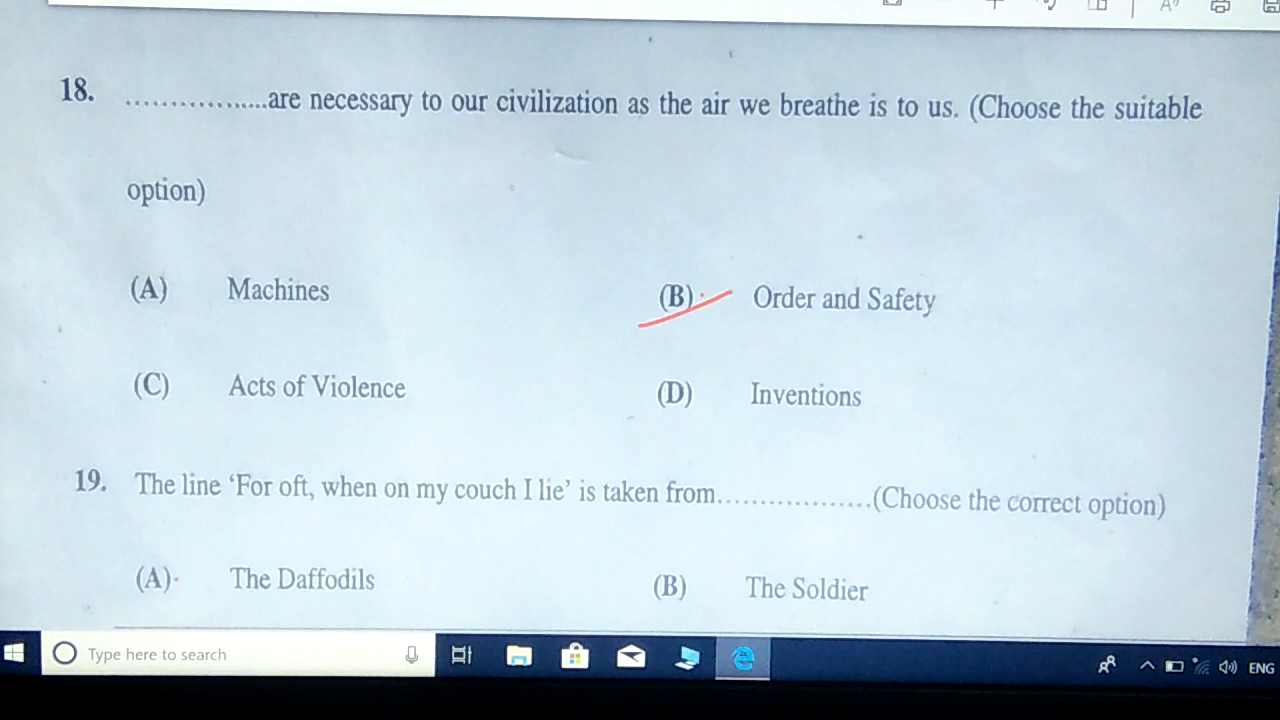 18. ....................are necessary to our civilization as the air we breathe is to us. (Choose the suitable
option)
(A) Machines (B) Order and Safety
(C) Acts of Violence (D) Inventions
19. The line ‘For oft, when on my couch I lie’ is taken from..................(Choose the correct option)
(A) The Daffodils (B) The Soldier
Type here to search ENG